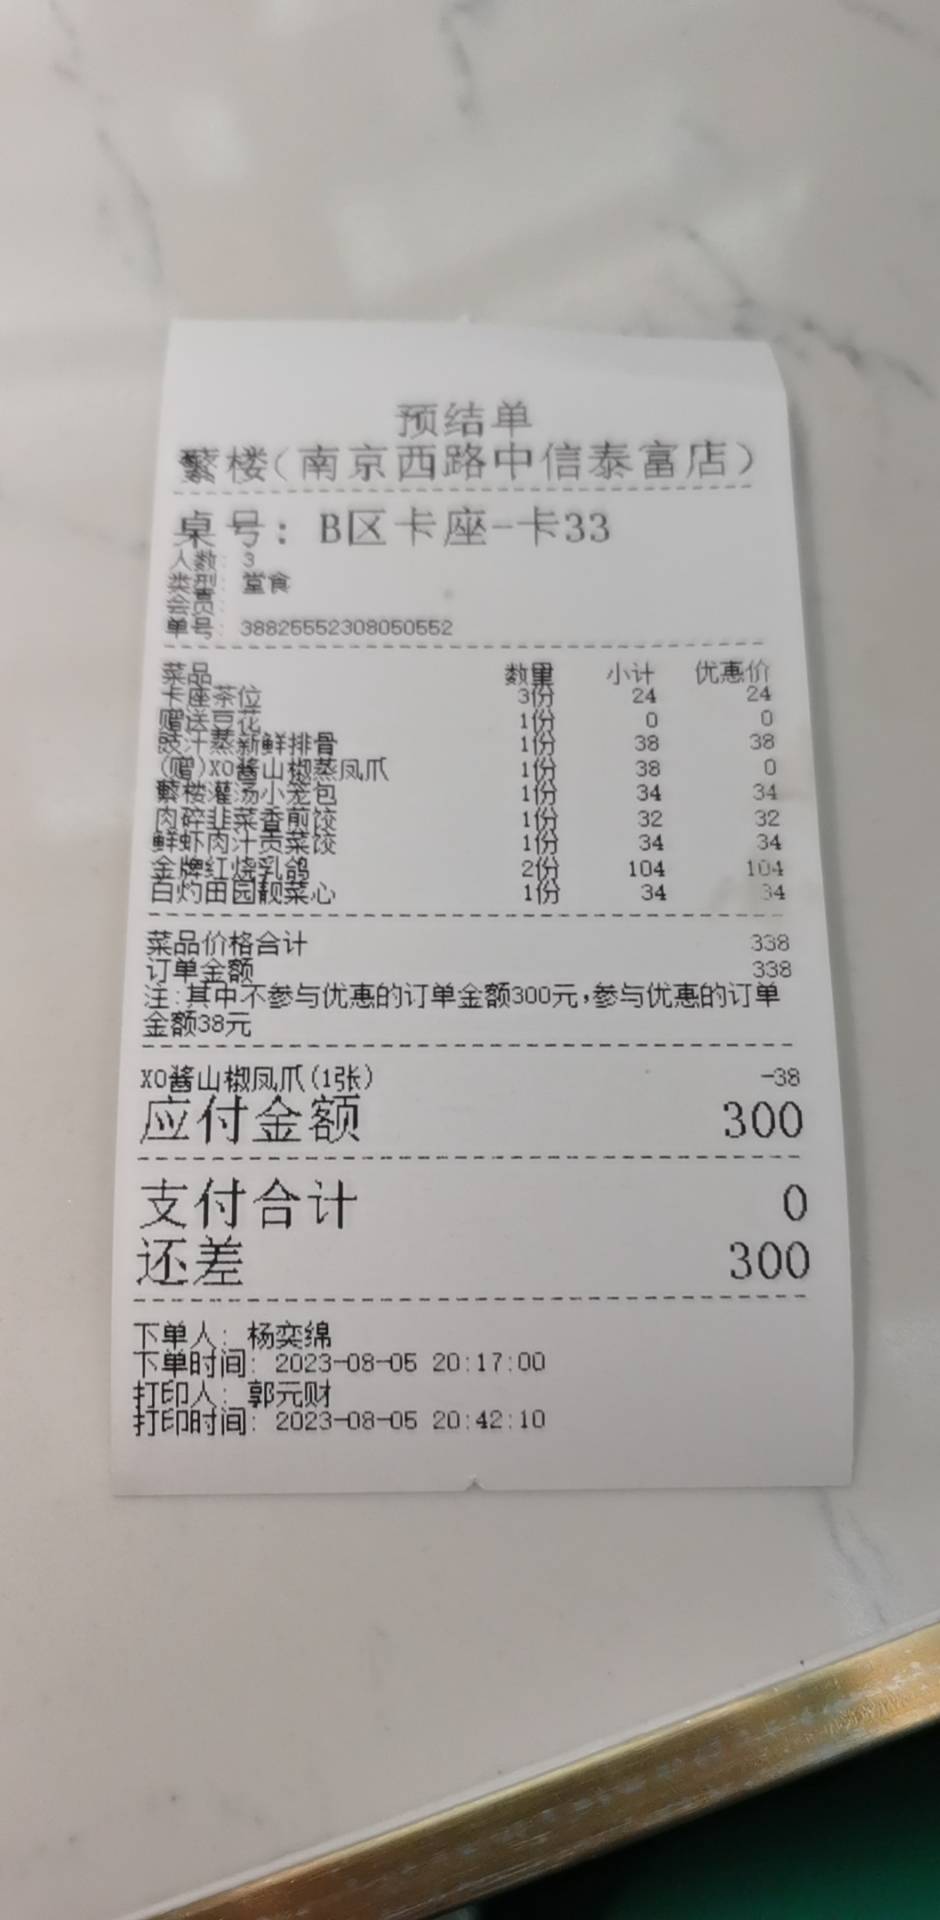 预结单
蘩楼(南京西路中信泰富店)
桌号: B区卡座-卡33
人数: 3
类型: 堂食
会员:
单号: 388255552308050552
菜品 数量 小计 优惠价
卡座茶位 3份 24 24
赠送豆花 1份 0 0
豉汁蒸新鲜排骨 1份 38 38
(赠)XO酱山椒蒸凤爪 1份 38 0
蘩楼灌汤小笼包 1份 34 34
肉碎韭菜香煎饺 1份 32 32
鲜虾肉汁贡菜饺 1份 34 34
金牌红烧乳鸽 2份 104 104
白灼田园靓菜心 1份 34 34
菜品价格合计 338
订单金额 338
注:其中不参与优惠的订单金额300元,参与优惠的订单
金额38元
XO酱山椒凤爪(1张) -38
应付金额 300
支付合计 0
还差 300
下单人: 杨奕绵
下单时间: 2023-08-05 20:17:00
打印人: 郭元财
打印时间: 2023-08-05 20:42:10